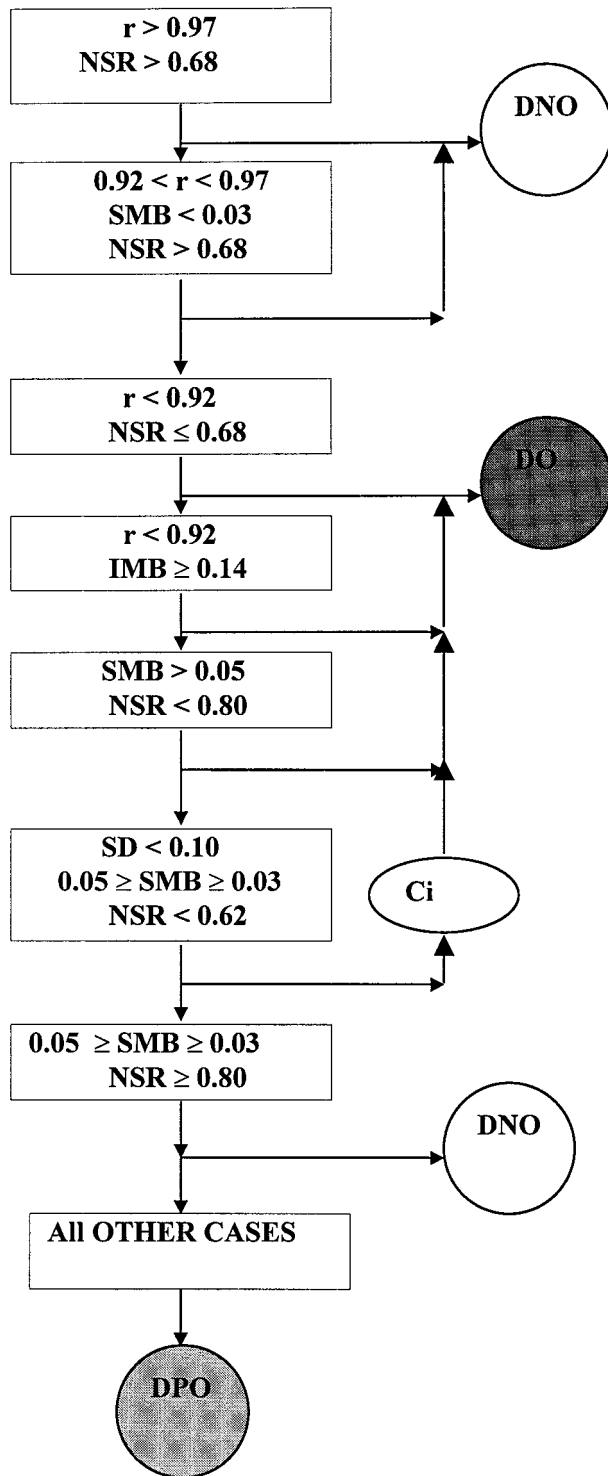 r > 0.97
NSR > 0.68
DNO
0.92 < r < 0.97
SMB < 0.03
NSR > 0.68
r < 0.92
NSR ≤ 0.68
DO
r < 0.92
IMB ≥ 0.14
SMB > 0.05
NSR < 0.80
SD < 0.10
0.05 ≥ SMB ≥ 0.03
NSR < 0.62
Ci
0.05 ≥ SMB ≥ 0.03
NSR ≥ 0.80
DNO
All OTHER CASES
DPO